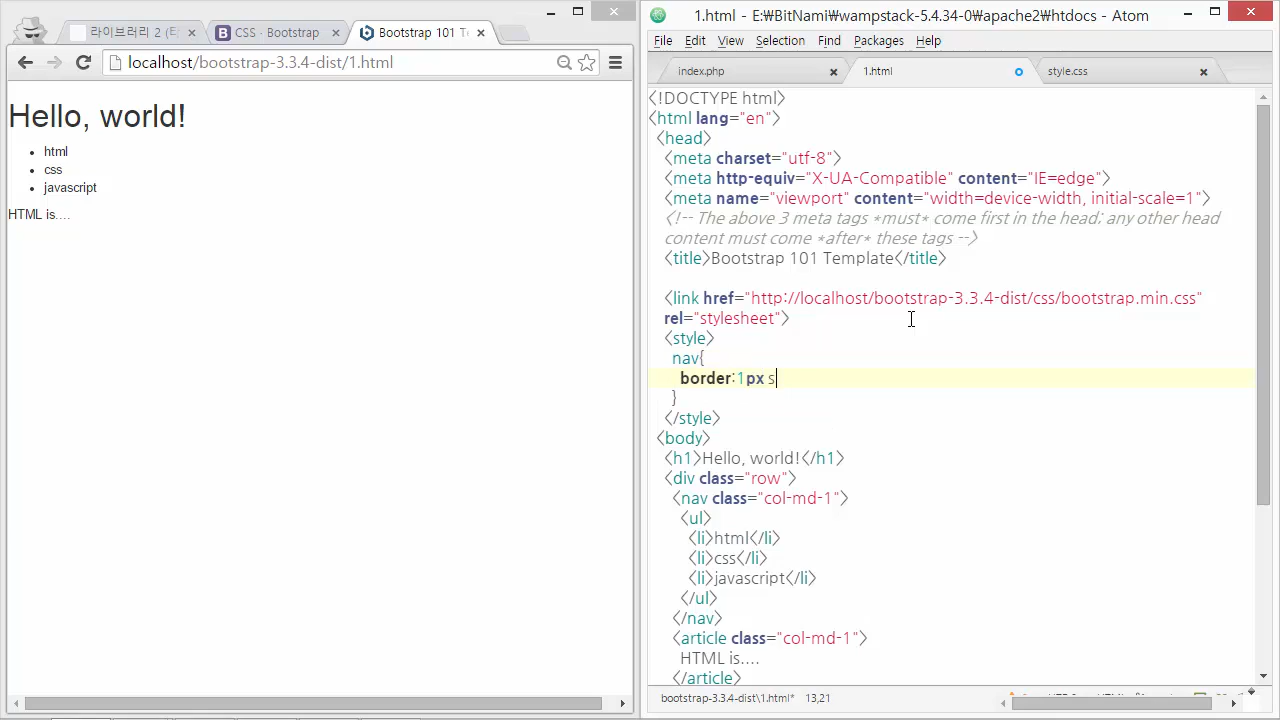 라이브러리 2 (티
CSS · Bootstrap
Bootstrap 101 Te
localhost/bootstrap-3.3.4-dist/1.html
Hello, world!
html
css
javascript
HTML is....
1.html - E:₩BitNami₩wampstack-5.4.34-0₩apache2₩htdocs - Atom
File Edit View Selection Find Packages Help
index.php
1.html
style.css
<!DOCTYPE html>
<html lang="en">
<head>
<meta charset="utf-8">
<meta http-equiv="X-UA-Compatible" content="IE=edge">
<meta name="viewport" content="width=device-width, initial-scale=1">
<!-- The above 3 meta tags *must* come first in the head; any other head
content must come *after* these tags -->
<title>Bootstrap 101 Template</title>
<link href="http://localhost/bootstrap-3.3.4-dist/css/bootstrap.min.css"
rel="stylesheet">
<style>
nav{
border:1px s
}
</style>
<body>
<h1>Hello, world!</h1>
<div class="row">
<nav class="col-md-1">
<ul>
<li>html</li>
<li>css</li>
<li>javascript</li>
</ul>
</nav>
<article class="col-md-1">
HTML is....
</article>
bootstrap-3.3.4-dist\1.html* 13,21